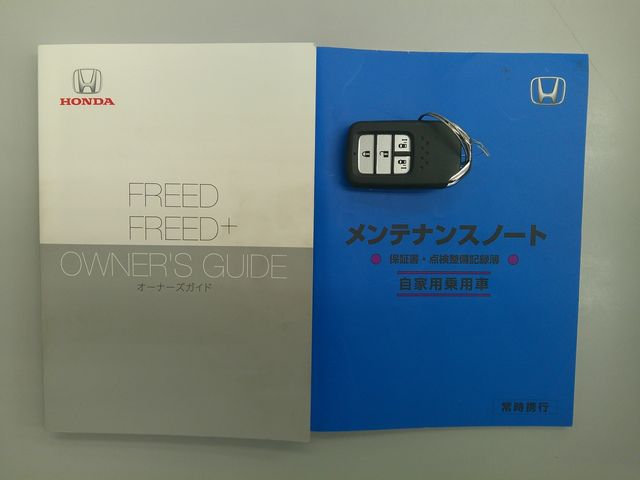 HONDA
FREED
FREED+
OWNER'S GUIDE
オーナーズガイド
メンテナンスノート
保証書・点検整備記録簿
自家用乗用車
常時携行